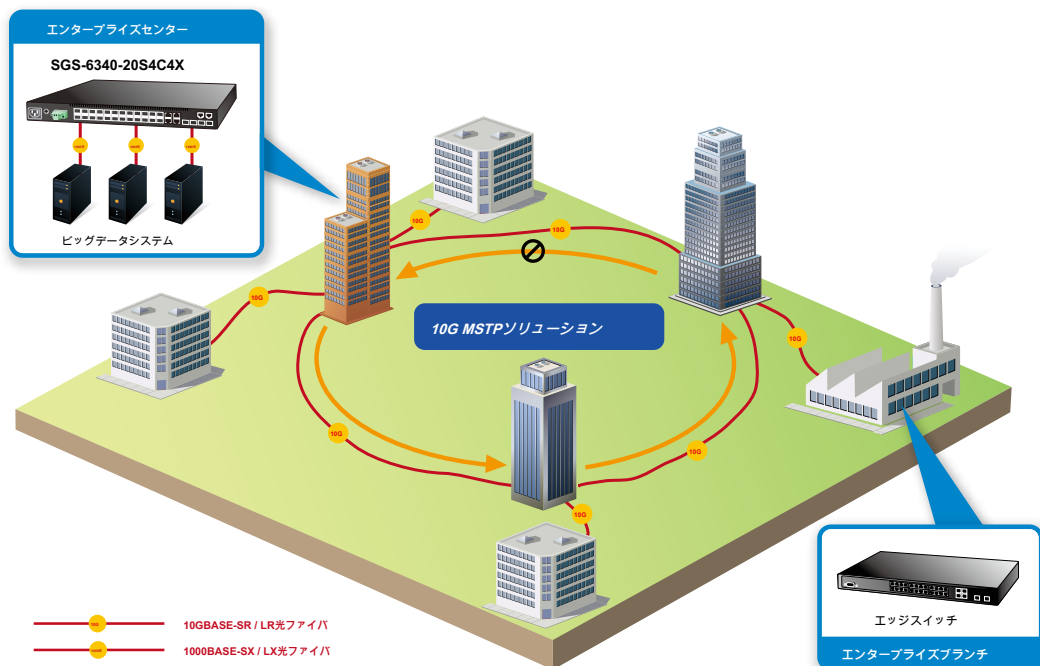 エンタープライズセンター
SGS-6340-20S4C4X
ビッグデータシステム
10G
10G
10G
10G
10G MSTPソリューション
10G
10G
10G
エッジスイッチ
エンタープライズブランチ
10GBASE-SR / LR光ファイバ
1000BASE-SX / LX光ファイバ